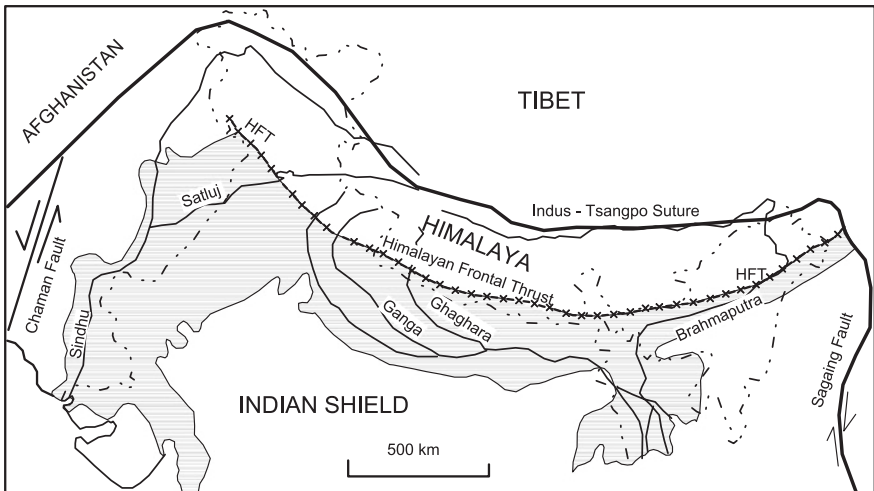 AFGHANISTAN
TIBET
HFT
Satluj
Indus - Tsangpo Suture
HIMALAYA
Himalayan Frontal Thrust
HFT
Chaman Fault
Sindhu
Ganga
Ghaghara
Brahmaputra
Sagaing Fault
INDIAN SHIELD
500 km